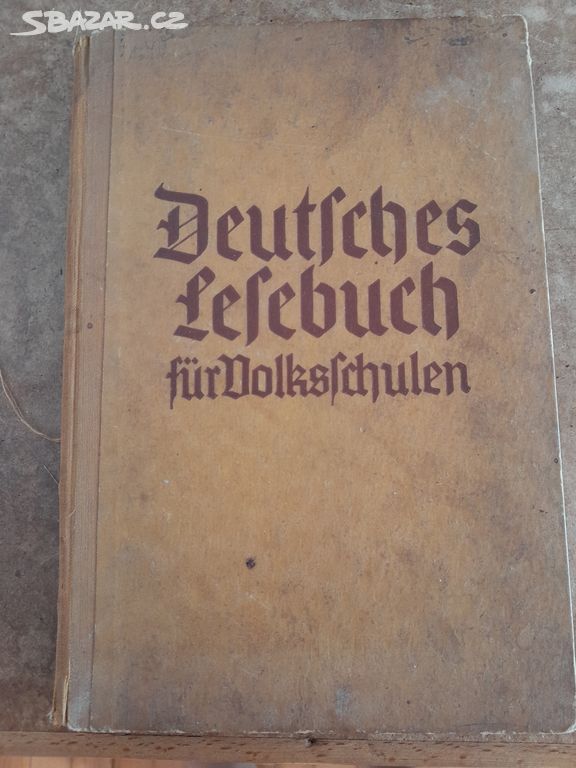 SBAZAR.CZ
Deutſches
Leſebuch
für Volksſchulen